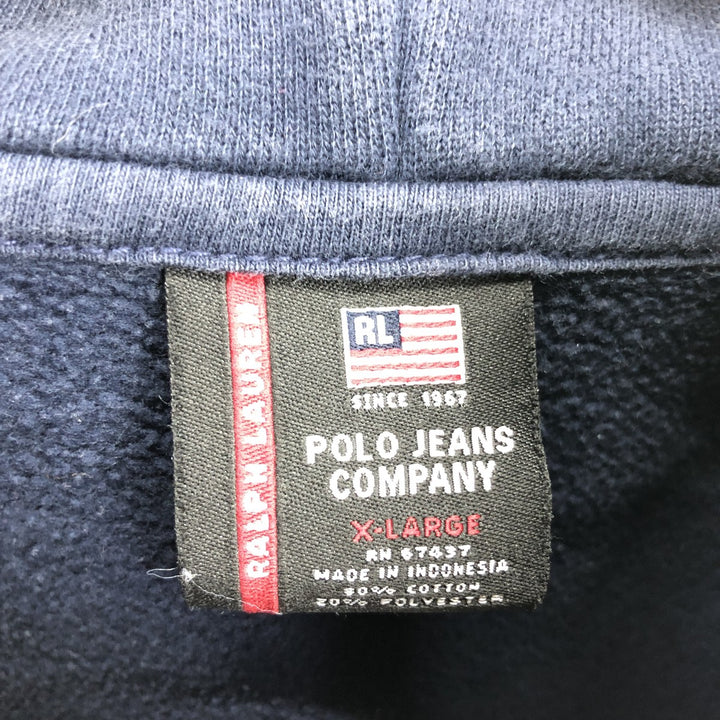 RALPH LAUREN
RL
SINCE 1967
POLO JEANS
COMPANY
X-LARGE
RN 67437
MADE IN INDONESIA
80% COTTON
20% POLYESTER